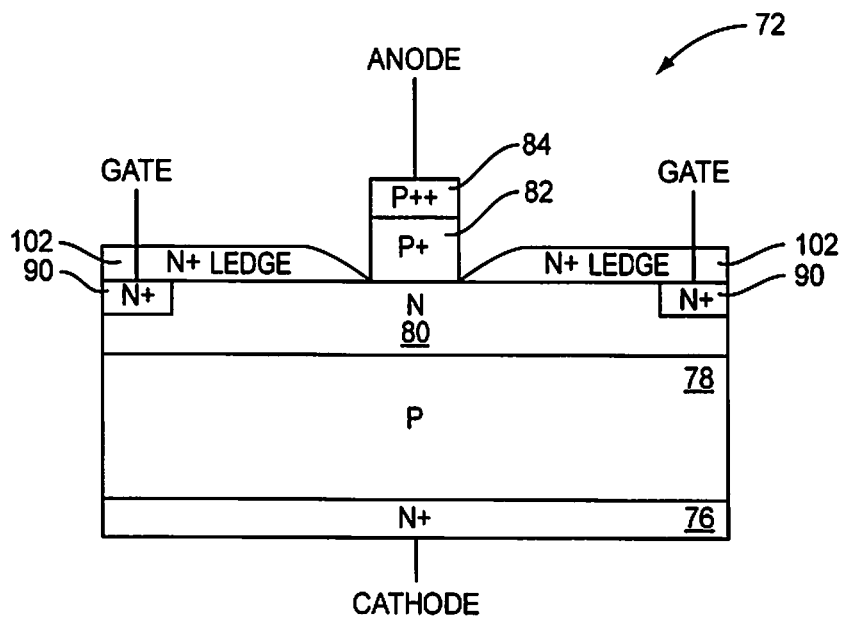 72
ANODE
84
GATE
GATE
P++
82
102
N+ LEDGE
P+
N+ LEDGE
102
90
N+
N
N+
90
80
78
P
N+
76
CATHODE